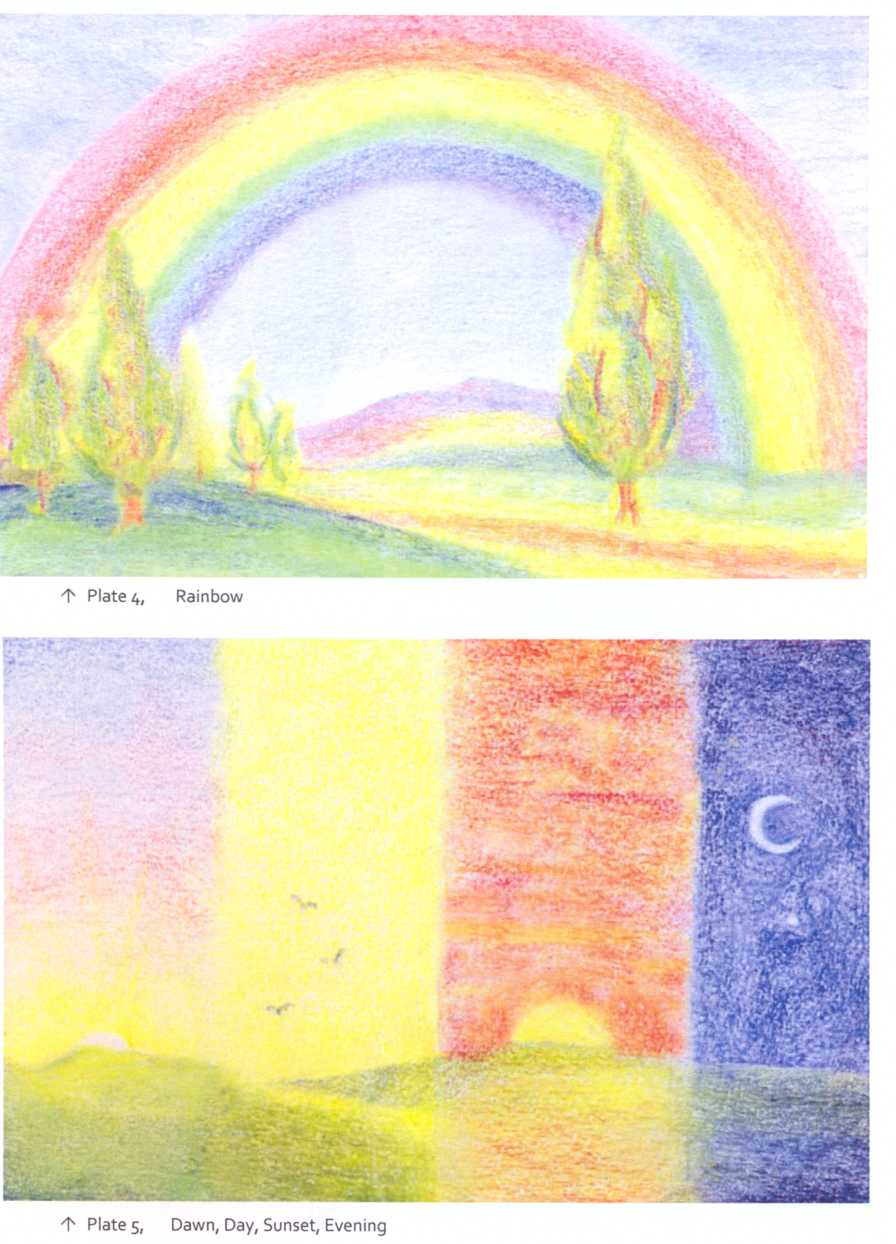 ↑ Plate 4, Rainbow
↑ Plate 5, Dawn, Day, Sunset, Evening